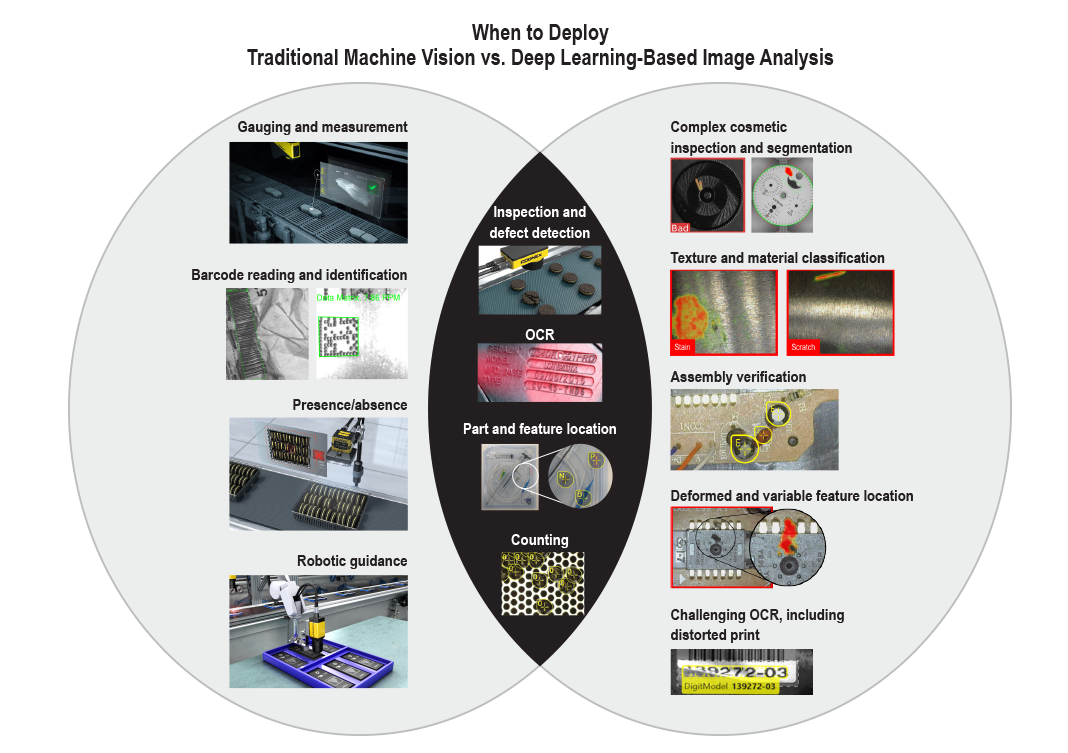 When to Deploy
Traditional Machine Vision vs. Deep Learning-Based Image Analysis
Gauging and measurement
Barcode reading and identification
Presence/absence
Robotic guidance
Inspection and
defect detection
COGNEX
OCR
MODEL
TYPE
Part and feature location
N
Counting
Complex cosmetic
inspection and segmentation
Bad
Texture and material classification
Stain
Scratch
Assembly verification
Deformed and variable feature location
Challenging OCR, including
distorted print
139272-03
DigitModel 139272-03